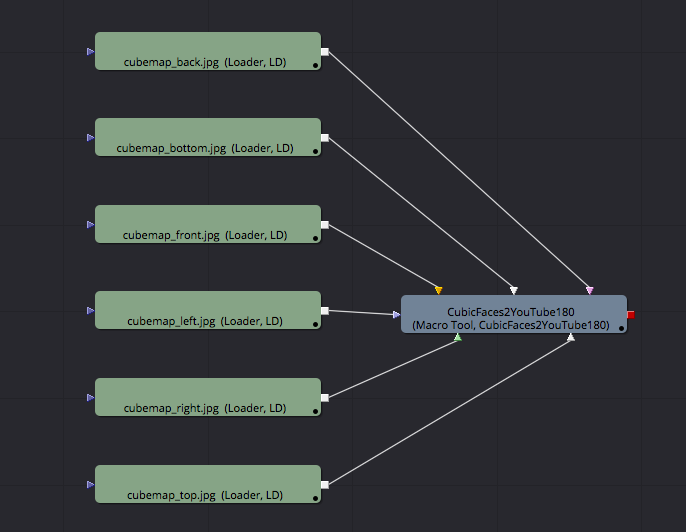 cubemap_back.jpg (Loader, LD)
cubemap_bottom.jpg (Loader, LD)
cubemap_front.jpg (Loader, LD)
cubemap_left.jpg (Loader, LD)
CubicFaces2YouTube180
(Macro Tool, CubicFaces2YouTube180)
cubemap_right.jpg (Loader, LD)
cubemap_top.jpg (Loader, LD)